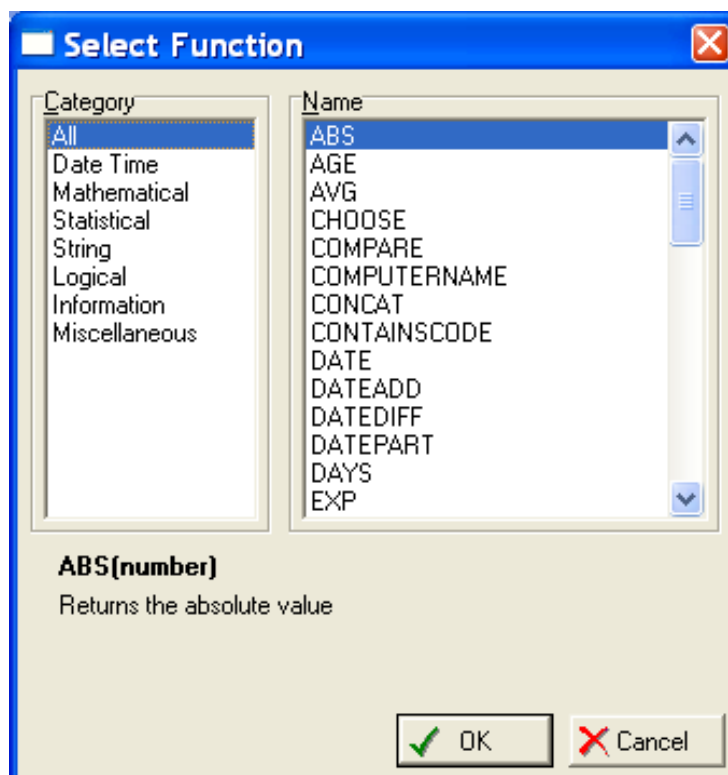 Select Function
Category
All
Date Time
Mathematical
Statistical
String
Logical
Information
Miscellaneous
Name
ABS
AGE
AVG
CHOOSE
COMPARE
COMPUTERNAME
CONCAT
CONTAINSCODE
DATE
DATEADD
DATEDIFF
DATEPART
DAYS
EXP
ABS(number)
Returns the absolute value
OK
Cancel